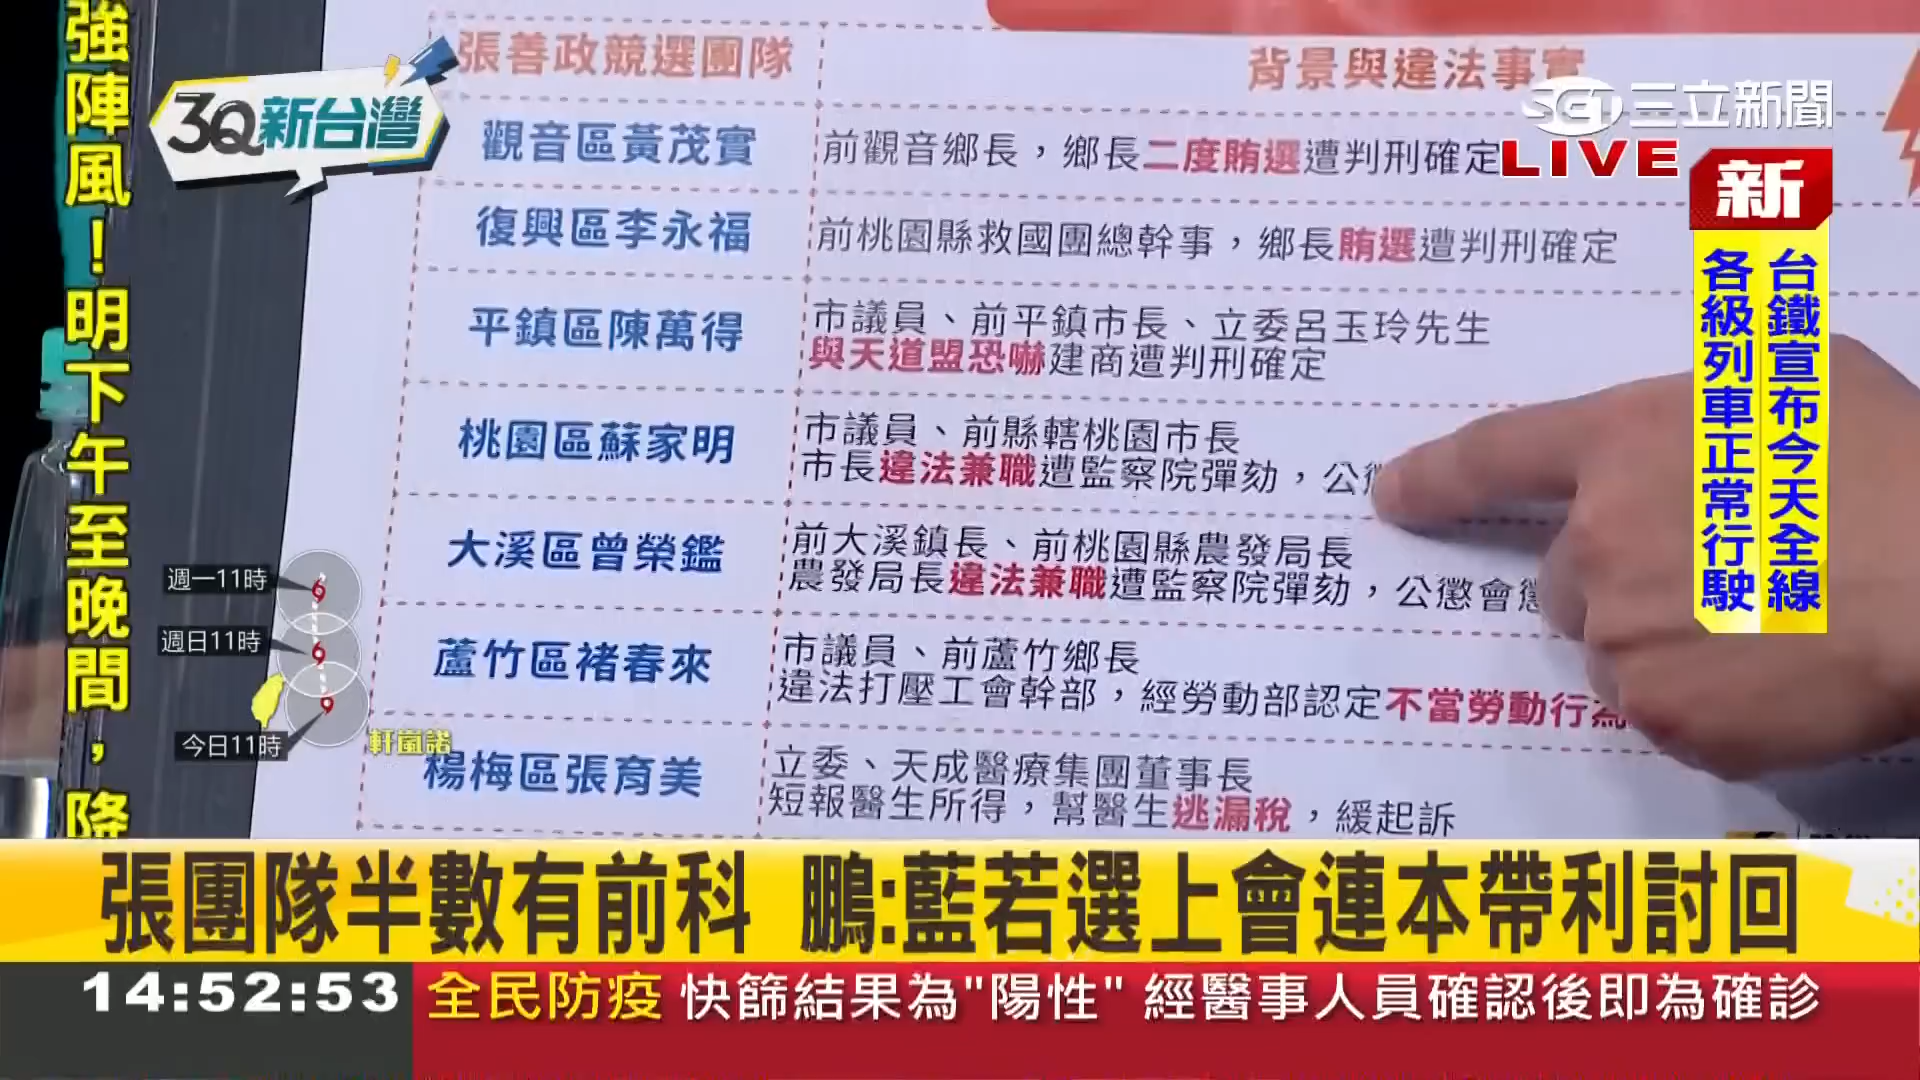 強陣風！明下午至晚間，降
3Q新台灣
張善政競選團隊
背景與違法事實
三立新聞
LIVE
新
台鐵宣布今天全線
各級列車正常行駛
觀音區黃茂實
前觀音鄉長，鄉長二度賄選遭判刑確定
復興區李永福
前桃園縣救國團總幹事，鄉長賄選遭判刑確定
平鎮區陳萬得
市議員、前平鎮市長、立委呂玉玲先生
與天道盟恐嚇建商遭判刑確定
桃園區蘇家明
市議員、前縣轄桃園市長
市長違法兼職遭監察院彈劾，公
大溪區曾榮鑑
前大溪鎮長、前桃園縣農發局長
農發局長違法兼職遭監察院彈劾，公懲會懲
蘆竹區褚春來
市議員、前蘆竹鄉長
違法打壓工會幹部，經勞動部認定不當勞動行為
楊梅區張育美
立委、天成醫療集團董事長
短報醫生所得，幫醫生逃漏稅，緩起訴
週一11時
週日11時
今日11時
軒嵐諾
張團隊半數有前科 鵬:藍若選上會連本帶利討回
14:52:53
全民防疫 快篩結果為"陽性" 經醫事人員確認後即為確診